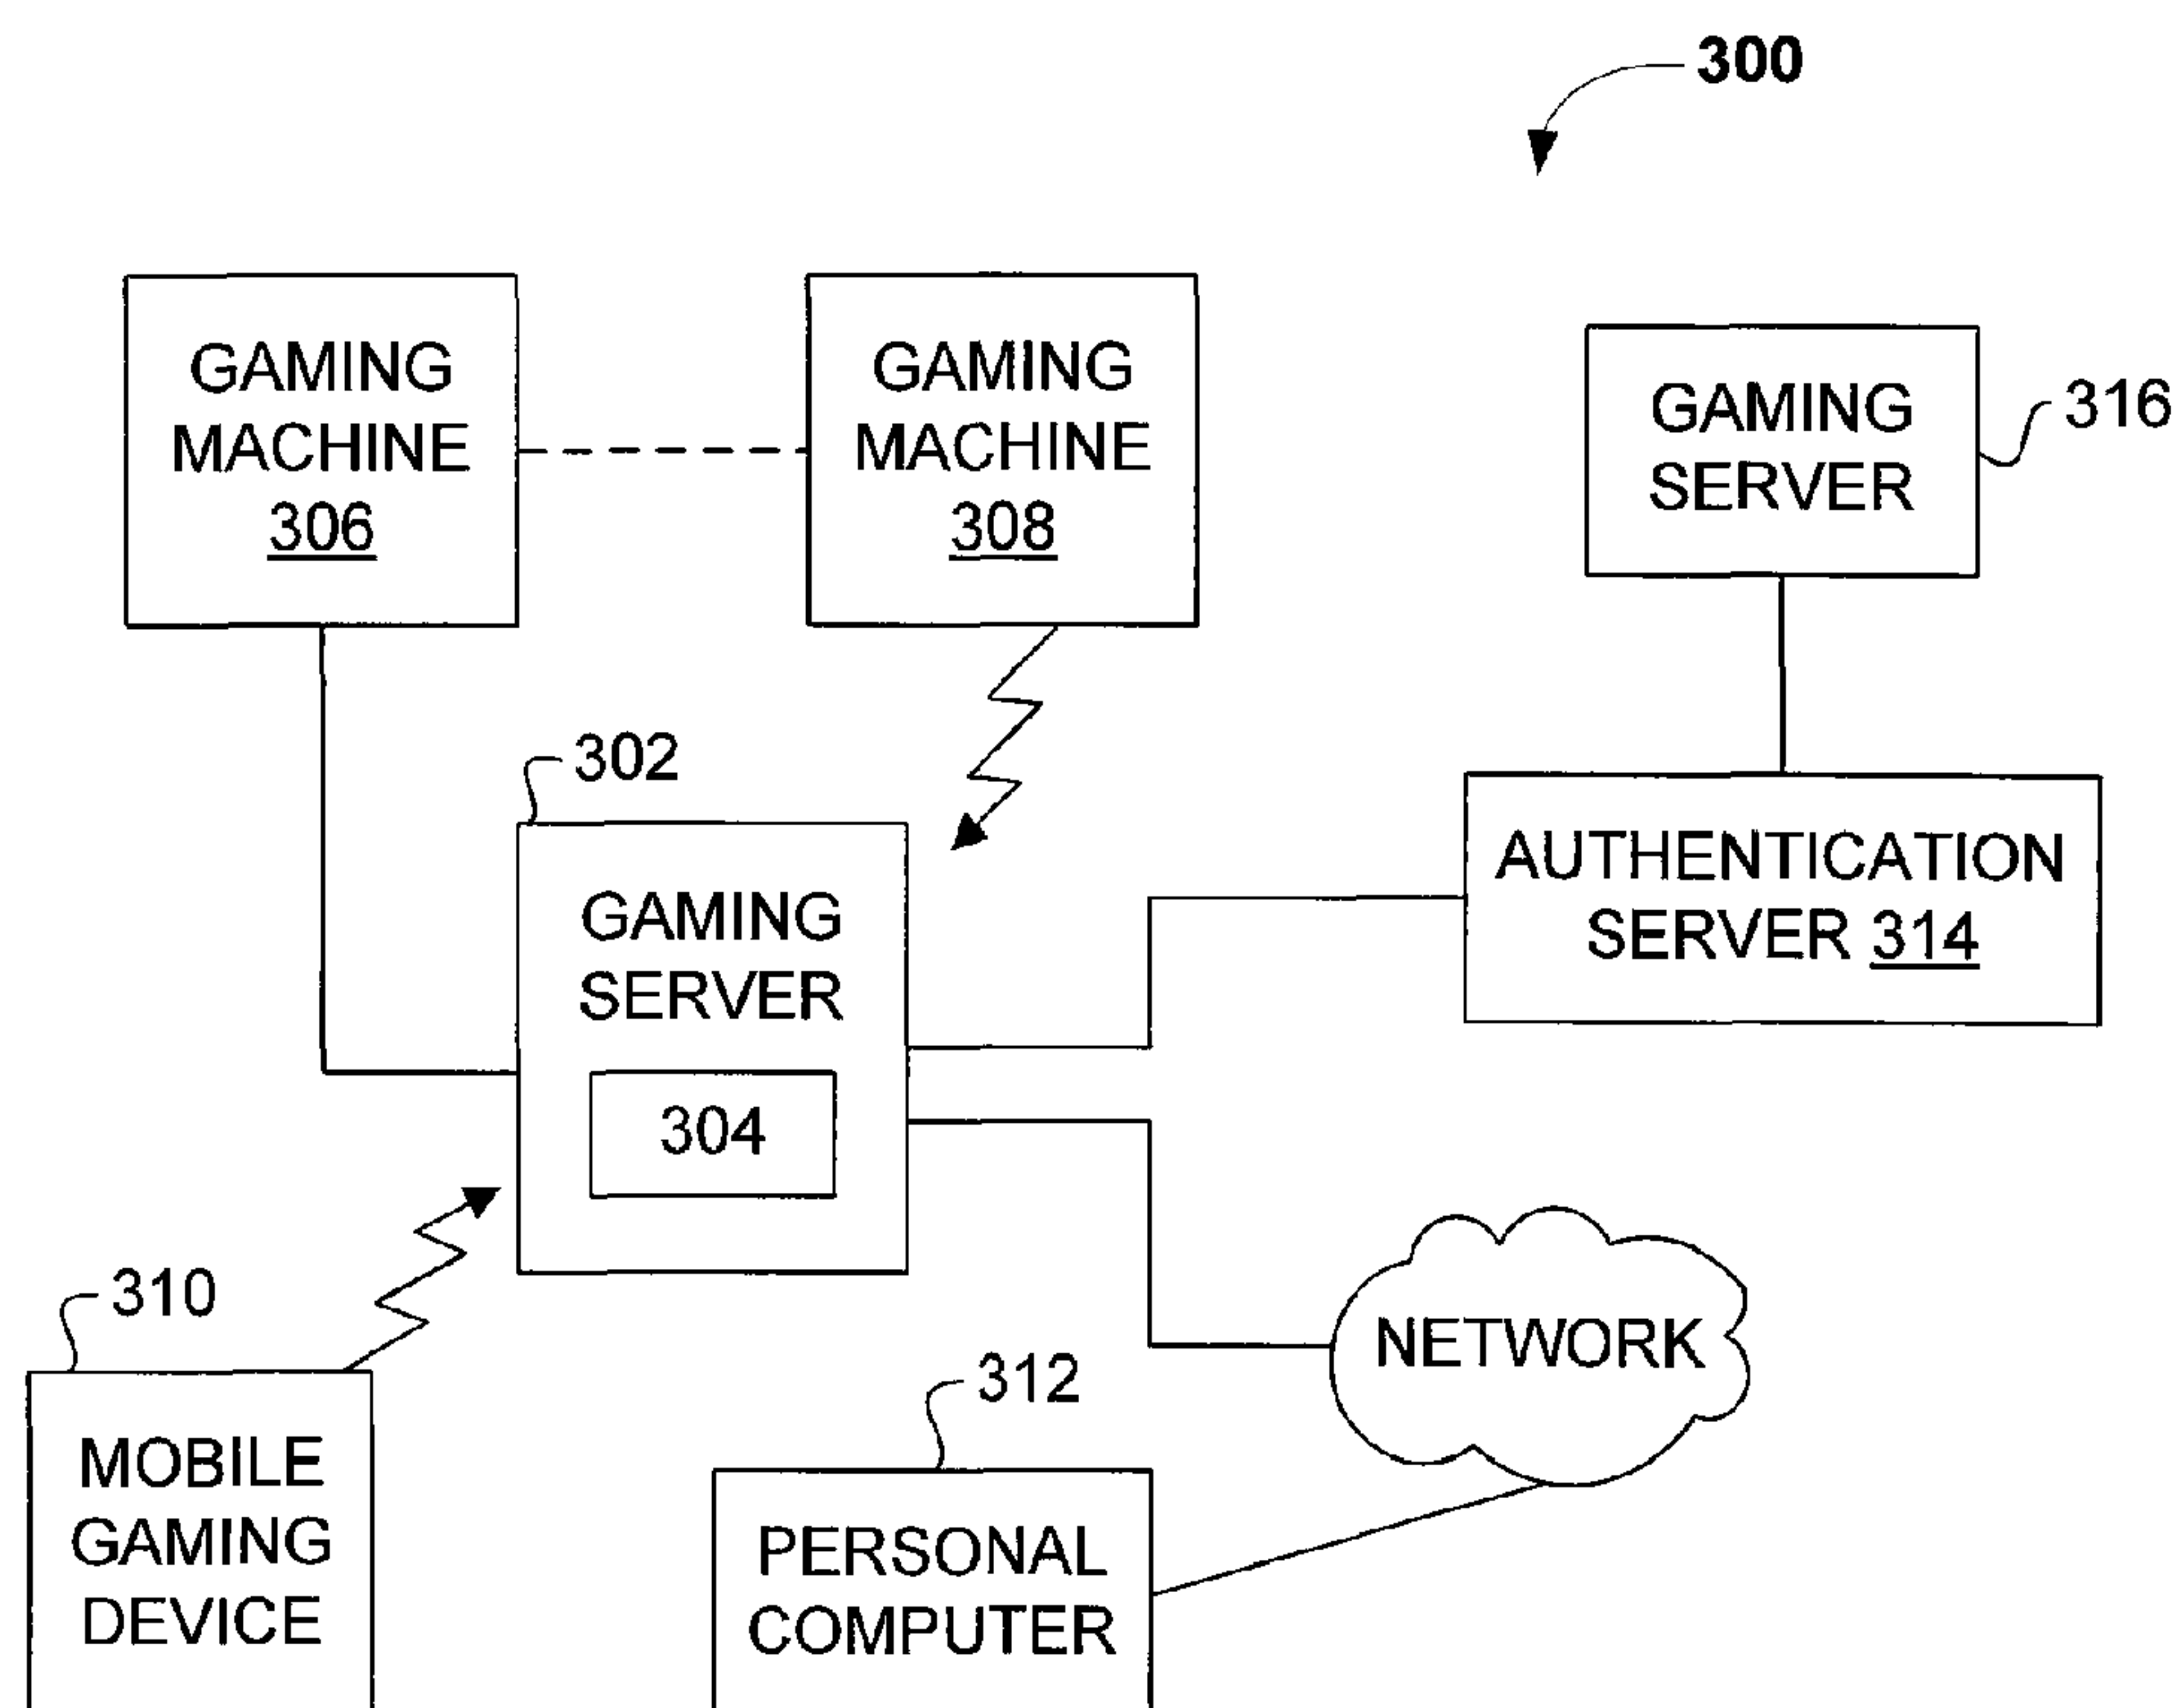 300
GAMING
MACHINE
306
GAMING
MACHINE
308
GAMING
SERVER
316
302
GAMING
SERVER
304
AUTHENTICATION
SERVER 314
310
MOBILE
GAMING
DEVICE
312
PERSONAL
COMPUTER
NETWORK